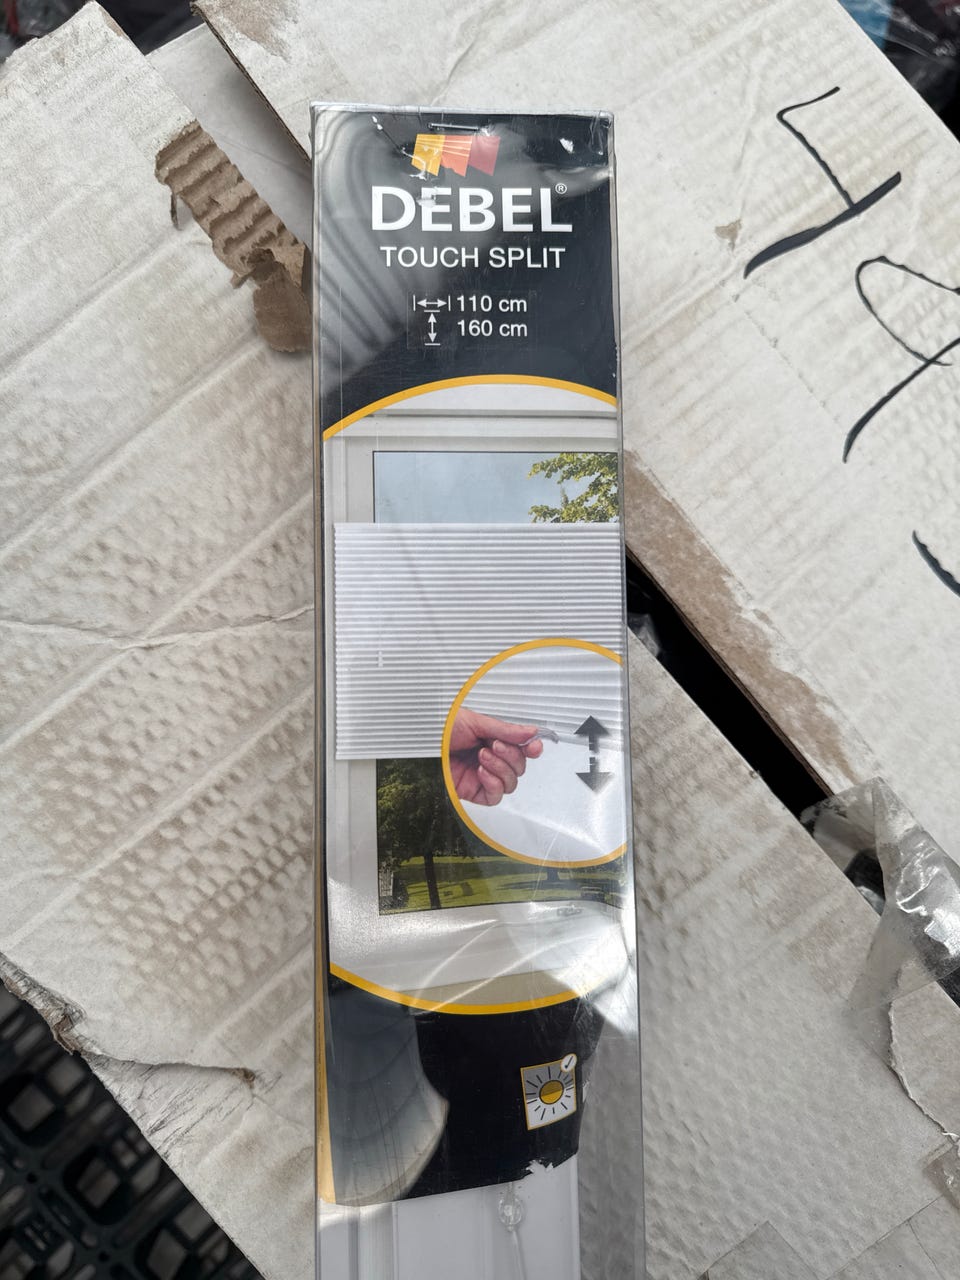 DEBEL®
TOUCH SPLIT
110 cm
160 cm